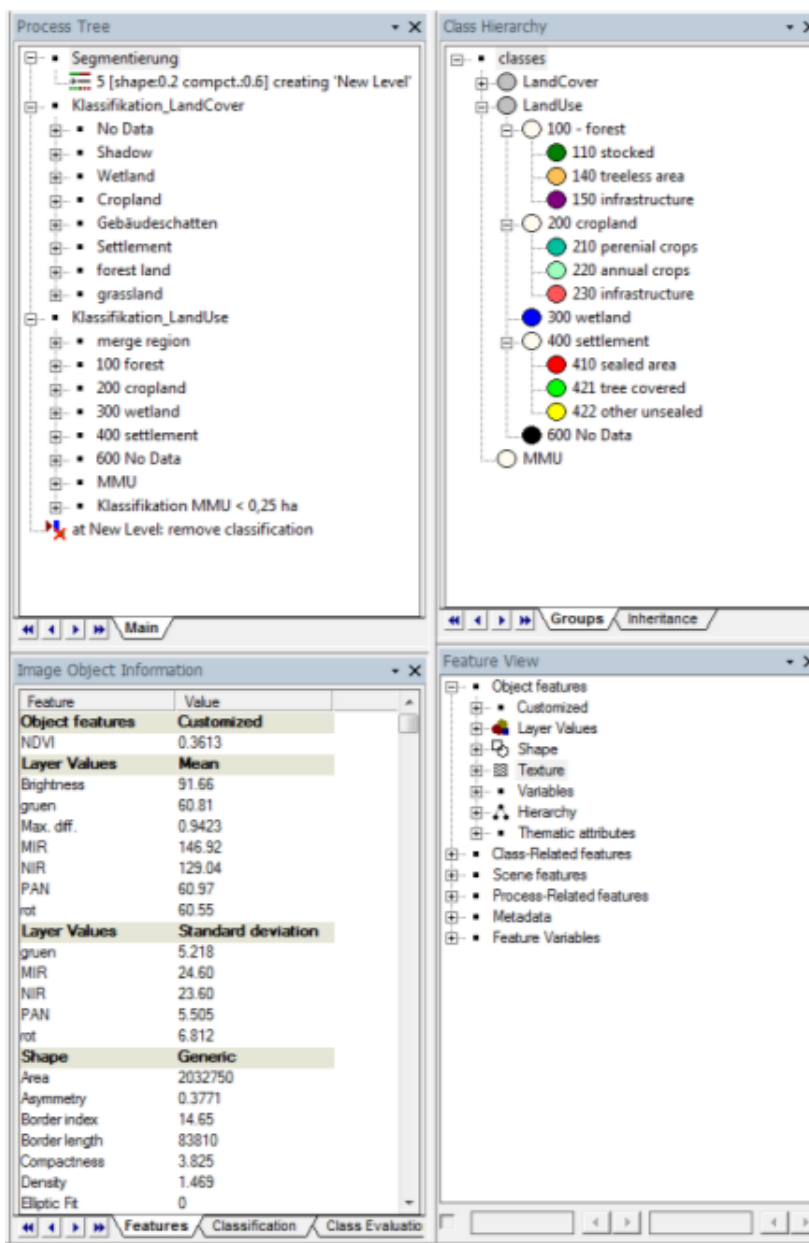 Process Tree
Segmentierung
5 [shape:0.2 compct.:0.6] creating 'New Level'
Klassifikation_LandCover
No Data
Shadow
Wetland
Cropland
Gebäudeschatten
Settlement
forest land
grassland
Klassifikation_LandUse
merge region
100 forest
200 cropland
300 wetland
400 settlement
600 No Data
MMU
Klassifikation MMU < 0,25 ha
at New Level: remove classification
Main
Class Hierarchy
classes
LandCover
LandUse
100 - forest
110 stocked
140 treeless area
150 infrastructure
200 cropland
210 perenial crops
220 annual crops
230 infrastructure
300 wetland
400 settlement
410 sealed area
421 tree covered
422 other unsealed
600 No Data
MMU
Groups Inheritance
Image Object Information
Feature Value
Object features Customized
NDVI 0.3613
Layer Values Mean
Brightness 91.66
gruen 60.81
Max. diff. 0.9423
MIR 146.92
NIR 129.04
PAN 60.97
rot 60.55
Layer Values Standard deviation
gruen 5.218
MIR 24.60
NIR 23.60
PAN 5.505
rot 6.812
Shape Generic
Area 2032750
Asymmetry 0.3771
Border index 14.65
Border length 83810
Compactness 3.825
Density 1.469
Elliptic Fit 0
Features Classification Class Evaluatio
Feature View
Object features
Customized
Layer Values
Shape
Texture
Variables
Hierarchy
Thematic attributes
Class-Related features
Scene features
Process-Related features
Metadata
Feature Variables